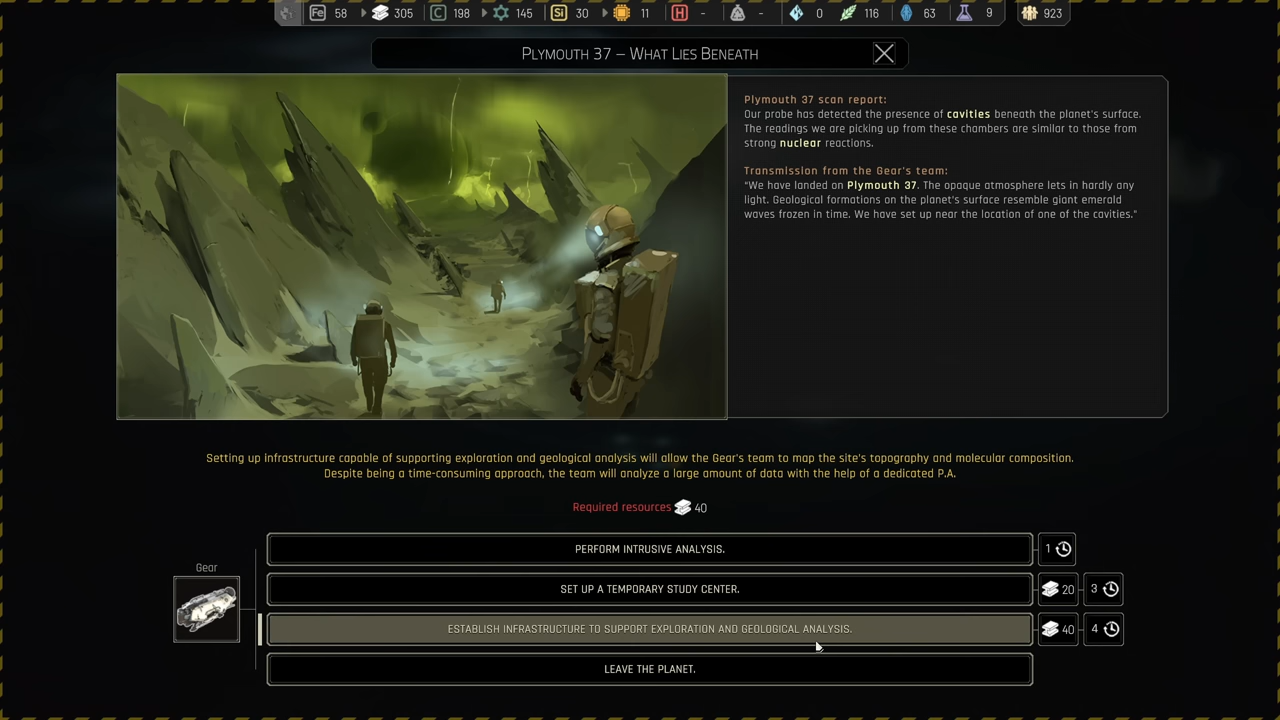 Fe 58 305 C 198 145 Si 30 11 H - - 0 116 63 9 923
PLYMOUTH 37 – WHAT LIES BENEATH
Plymouth 37 scan report:
Our probe has detected the presence of cavities beneath the planet's surface.
The readings we are picking up from these chambers are similar to those from
strong nuclear reactions.
Transmission from the Gear's team:
"We have landed on Plymouth 37. The opaque atmosphere lets in hardly any
light. Geological formations on the planet's surface resemble giant emerald
waves frozen in time. We have set up near the location of one of the cavities."
Setting up infrastructure capable of supporting exploration and geological analysis will allow the Gear's team to map the site's topography and molecular composition.
Despite being a time-consuming approach, the team will analyze a large amount of data with the help of a dedicated P.A.
Required resources 40
PERFORM INTRUSIVE ANALYSIS. 1
Gear
SET UP A TEMPORARY STUDY CENTER. 20 3
ESTABLISH INFRASTRUCTURE TO SUPPORT EXPLORATION AND GEOLOGICAL ANALYSIS. 40 4
LEAVE THE PLANET.